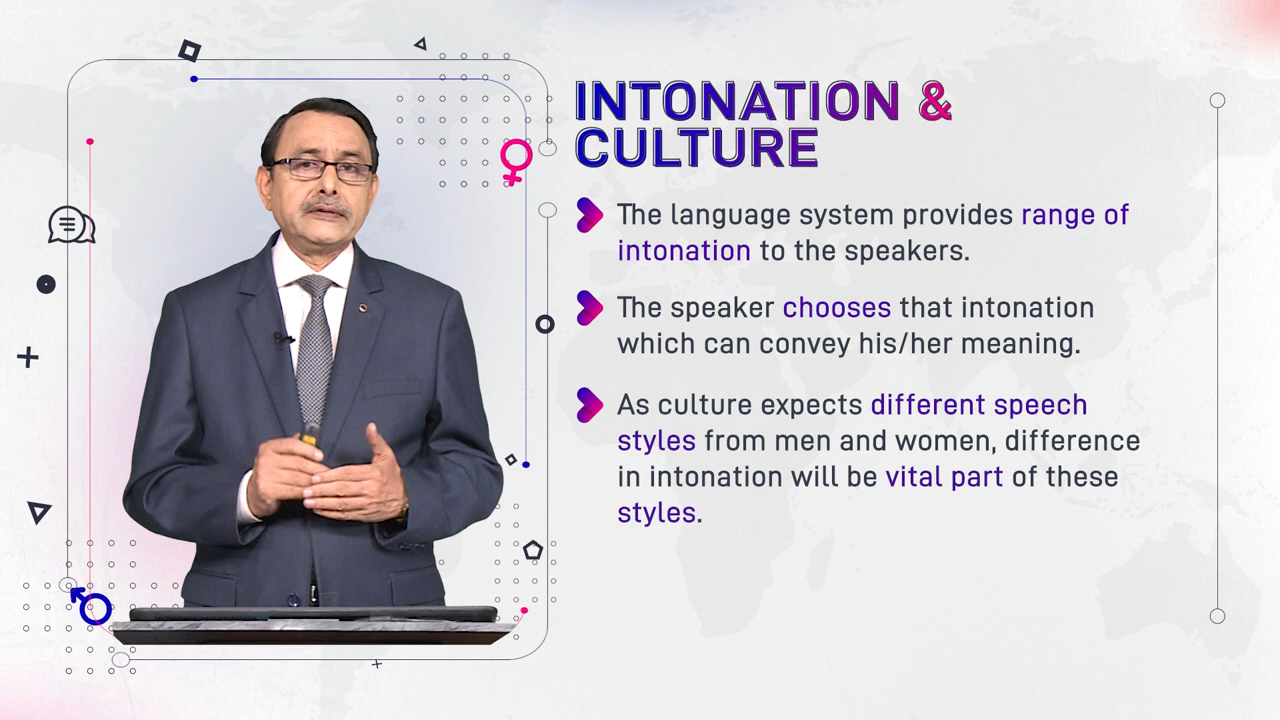 INTONATION &
CULTURE
The language system provides range of
intonation to the speakers.
The speaker chooses that intonation
which can convey his/her meaning.
As culture expects different speech
styles from men and women, difference
in intonation will be vital part of these
styles.